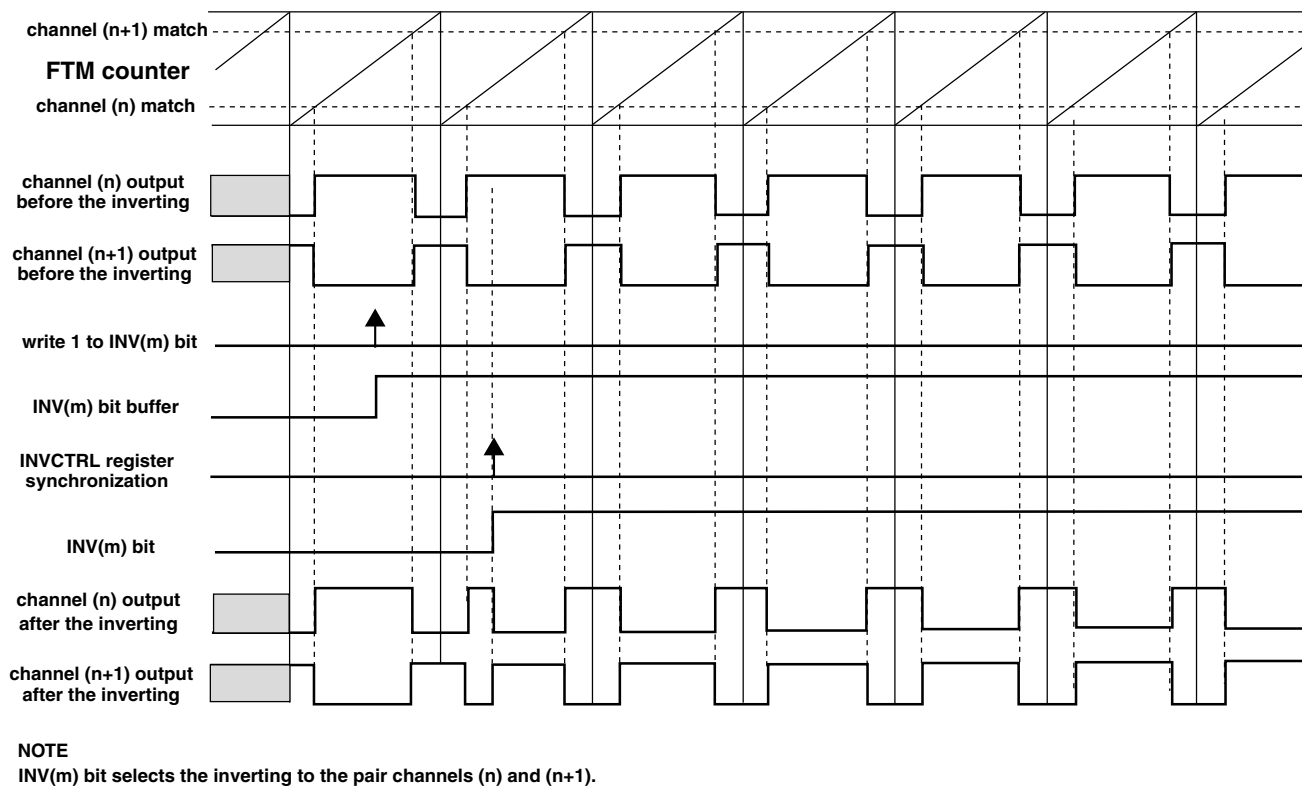 channel (n+1) match
FTM counter
channel (n) match
channel (n) output
before the inverting
channel (n+1) output
before the inverting
write 1 to INV(m) bit
INV(m) bit buffer
INVCTRL register
synchronization
INV(m) bit
channel (n) output
after the inverting
channel (n+1) output
after the inverting
NOTE
INV(m) bit selects the inverting to the pair channels (n) and (n+1).